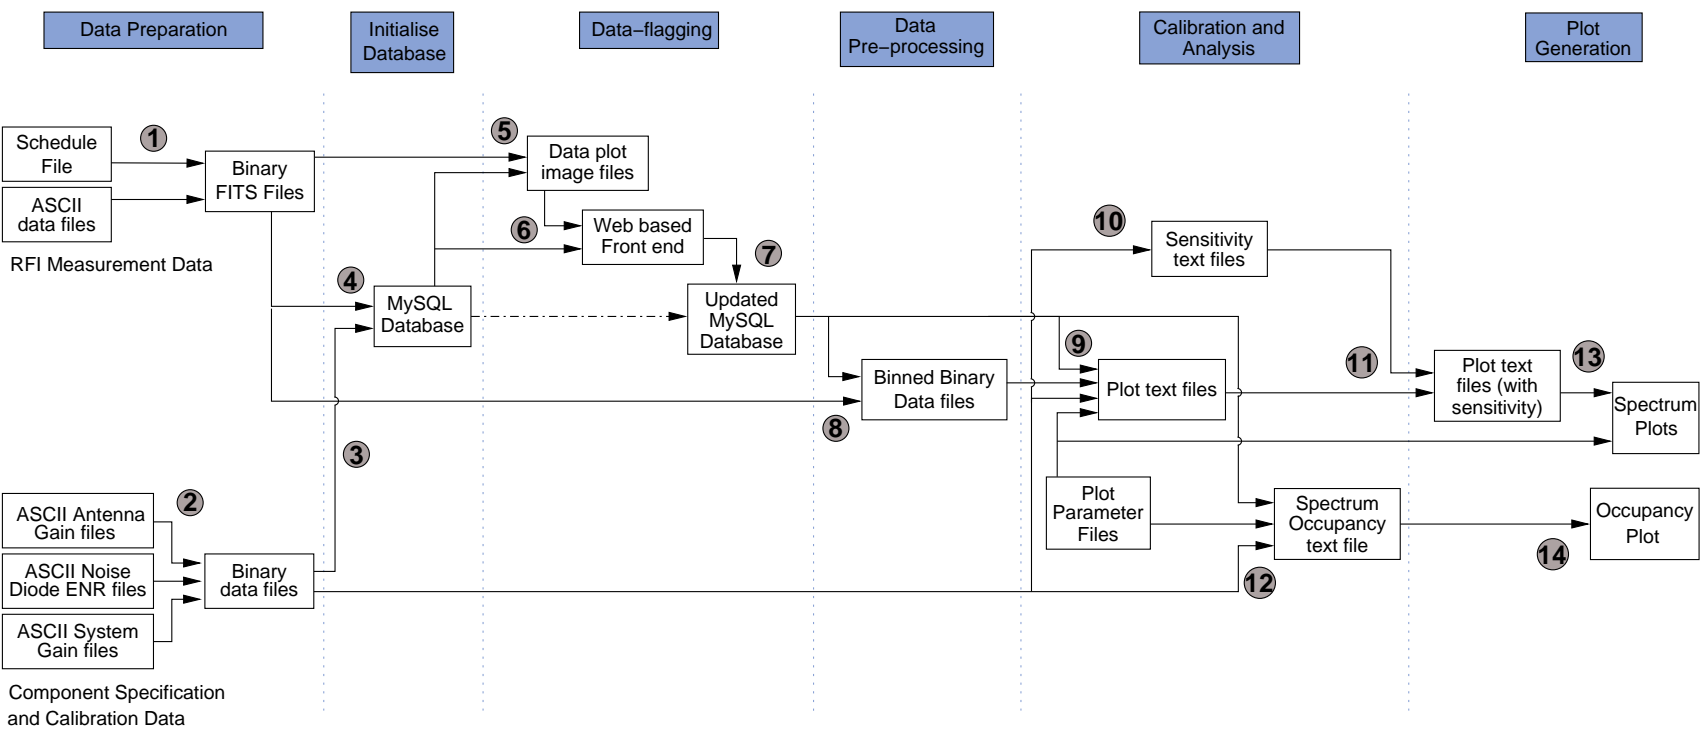 Data Preparation
Initialise
Database
Data−flagging
Data
Pre−processing
Calibration and
Analysis
Plot
Generation
1
Schedule
File
ASCII
data files
RFI Measurement Data
Binary
FITS Files
2
ASCII Antenna
Gain files
ASCII Noise
Diode ENR files
ASCII System
Gain files
Component Specification
and Calibration Data
Binary
data files
3
4
MySQL
Database
5
Data plot
image files
6
Web based
Front end
7
Updated
MySQL
Database
8
Binned Binary
Data files
9
Plot text files
10
Sensitivity
text files
Plot
Parameter
Files
11
12
Spectrum
Occupancy
text file
Plot text
files (with
sensitivity)
13
Spectrum
Plots
14
Occupancy
Plot